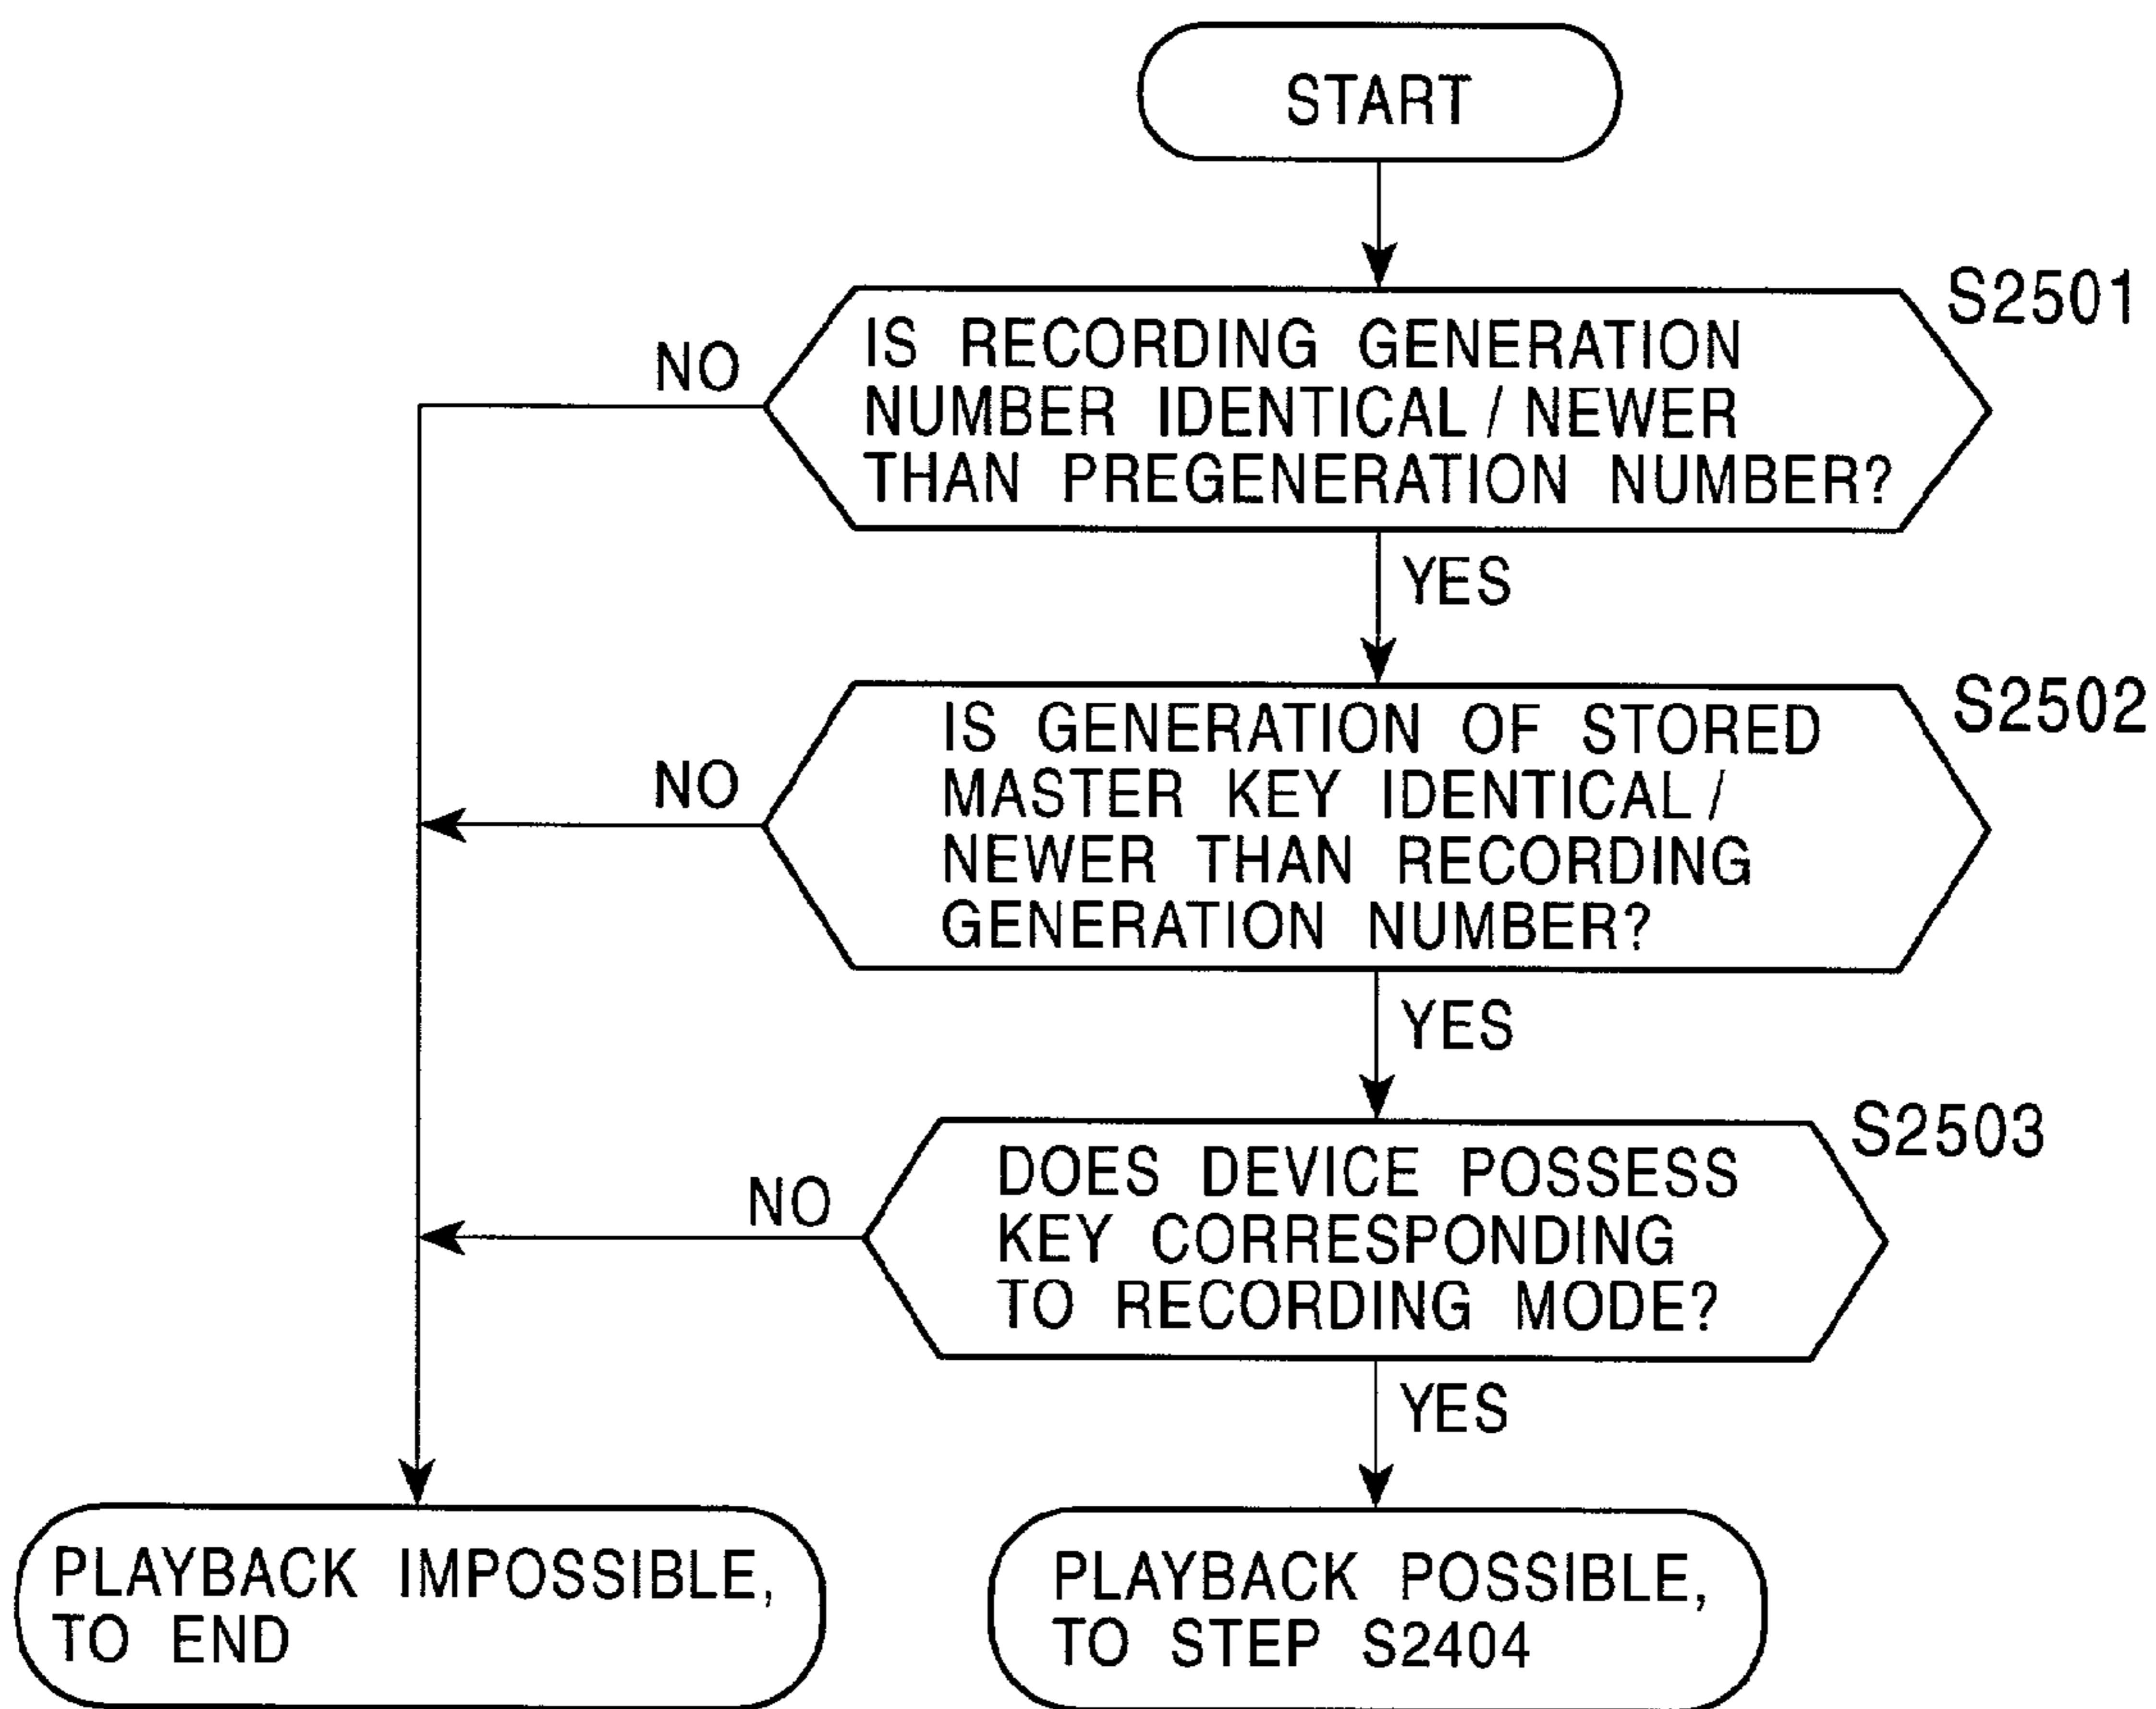 START
S2501
IS RECORDING GENERATION
NUMBER IDENTICAL / NEWER
THAN PREGENERATION NUMBER?
NO
YES
S2502
IS GENERATION OF STORED
MASTER KEY IDENTICAL /
NEWER THAN RECORDING
GENERATION NUMBER?
NO
YES
S2503
DOES DEVICE POSSESS
KEY CORRESPONDING
TO RECORDING MODE?
NO
YES
PLAYBACK IMPOSSIBLE,
TO END
PLAYBACK POSSIBLE,
TO STEP S2404